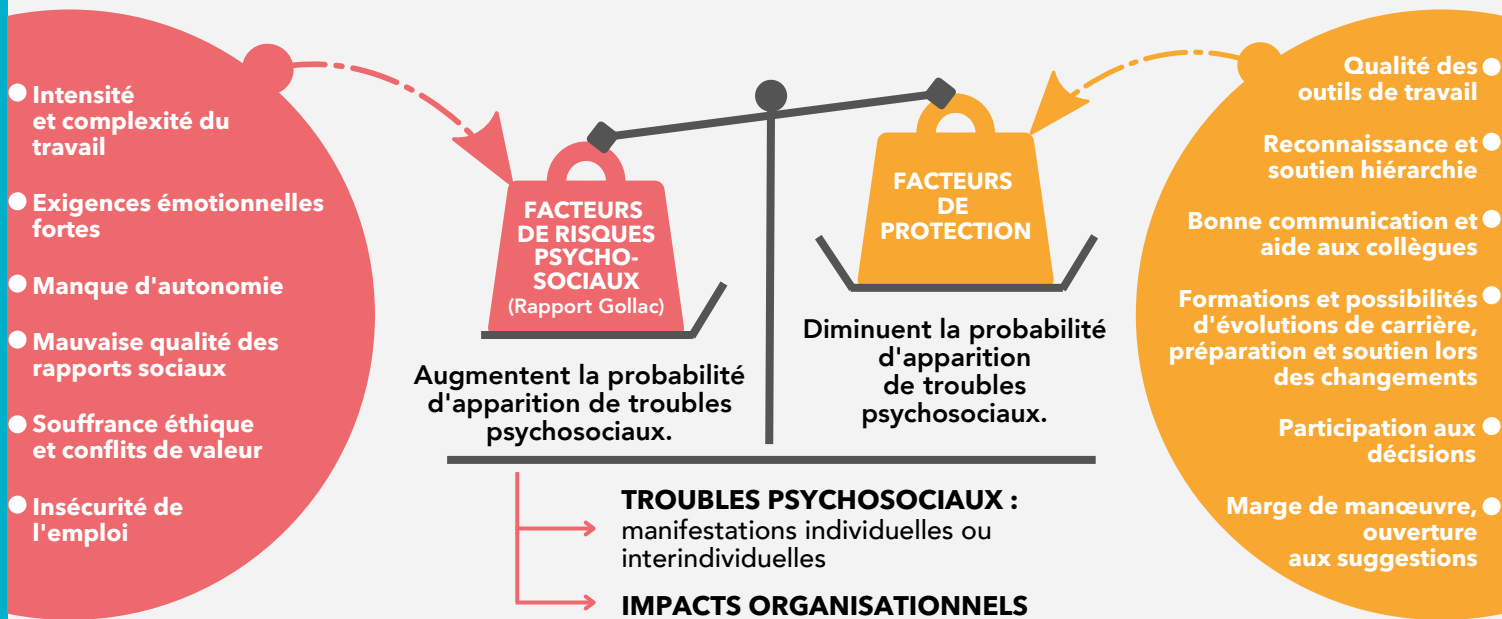 Intensité
et complexité du
travail
Exigences émotionnelles
fortes
Manque d'autonomie
Mauvaise qualité des
rapports sociaux
Souffrance éthique
et conflits de valeur
Insécurité de
l'emploi
FACTEURS
DE RISQUES
PSYCHO-
SOCIAUX
(Rapport Gollac)
Augmentent la probabilité
d'apparition de troubles
psychosociaux.
FACTEURS
DE
PROTECTION
Diminuent la probabilité
d'apparition
de troubles
psychosociaux.
TROUBLES PSYCHOSOCIAUX :
manifestations individuelles ou
interindividuelles
IMPACTS ORGANISATIONNELS
Qualité des
outils de travail
Reconnaissance et
soutien hiérarchie
Bonne communication et
aide aux collègues
Formations et possibilités
d'évolutions de carrière,
préparation et soutien lors
des changements
Participation aux
décisions
Marge de manœuvre,
ouverture
aux suggestions